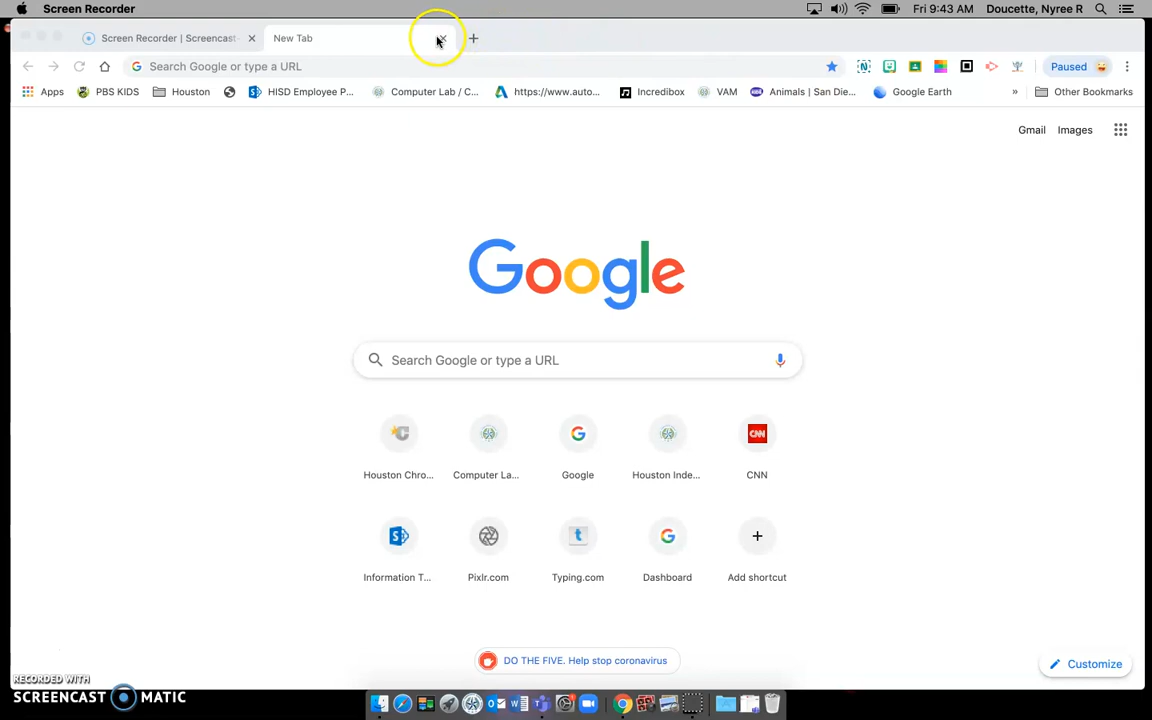 Screen Recorder
Fri 9:43 AM Doucette, Nyree R
Screen Recorder | Screencast-
New Tab
Search Google or type a URL
Paused
Apps PBS KIDS Houston HISD Employee P... Computer Lab / C... https://www.auto... Incredibox VAM Animals | San Die... Google Earth » Other Bookmarks
Gmail Images
Google
Search Google or type a URL
CNN
Houston Chro... Computer La... Google Houston Inde... CNN
Information T... Pixlr.com Typing.com Dashboard Add shortcut
DO THE FIVE. Help stop coronavirus
Customize
RECORDED WITH
SCREENCAST MATIC